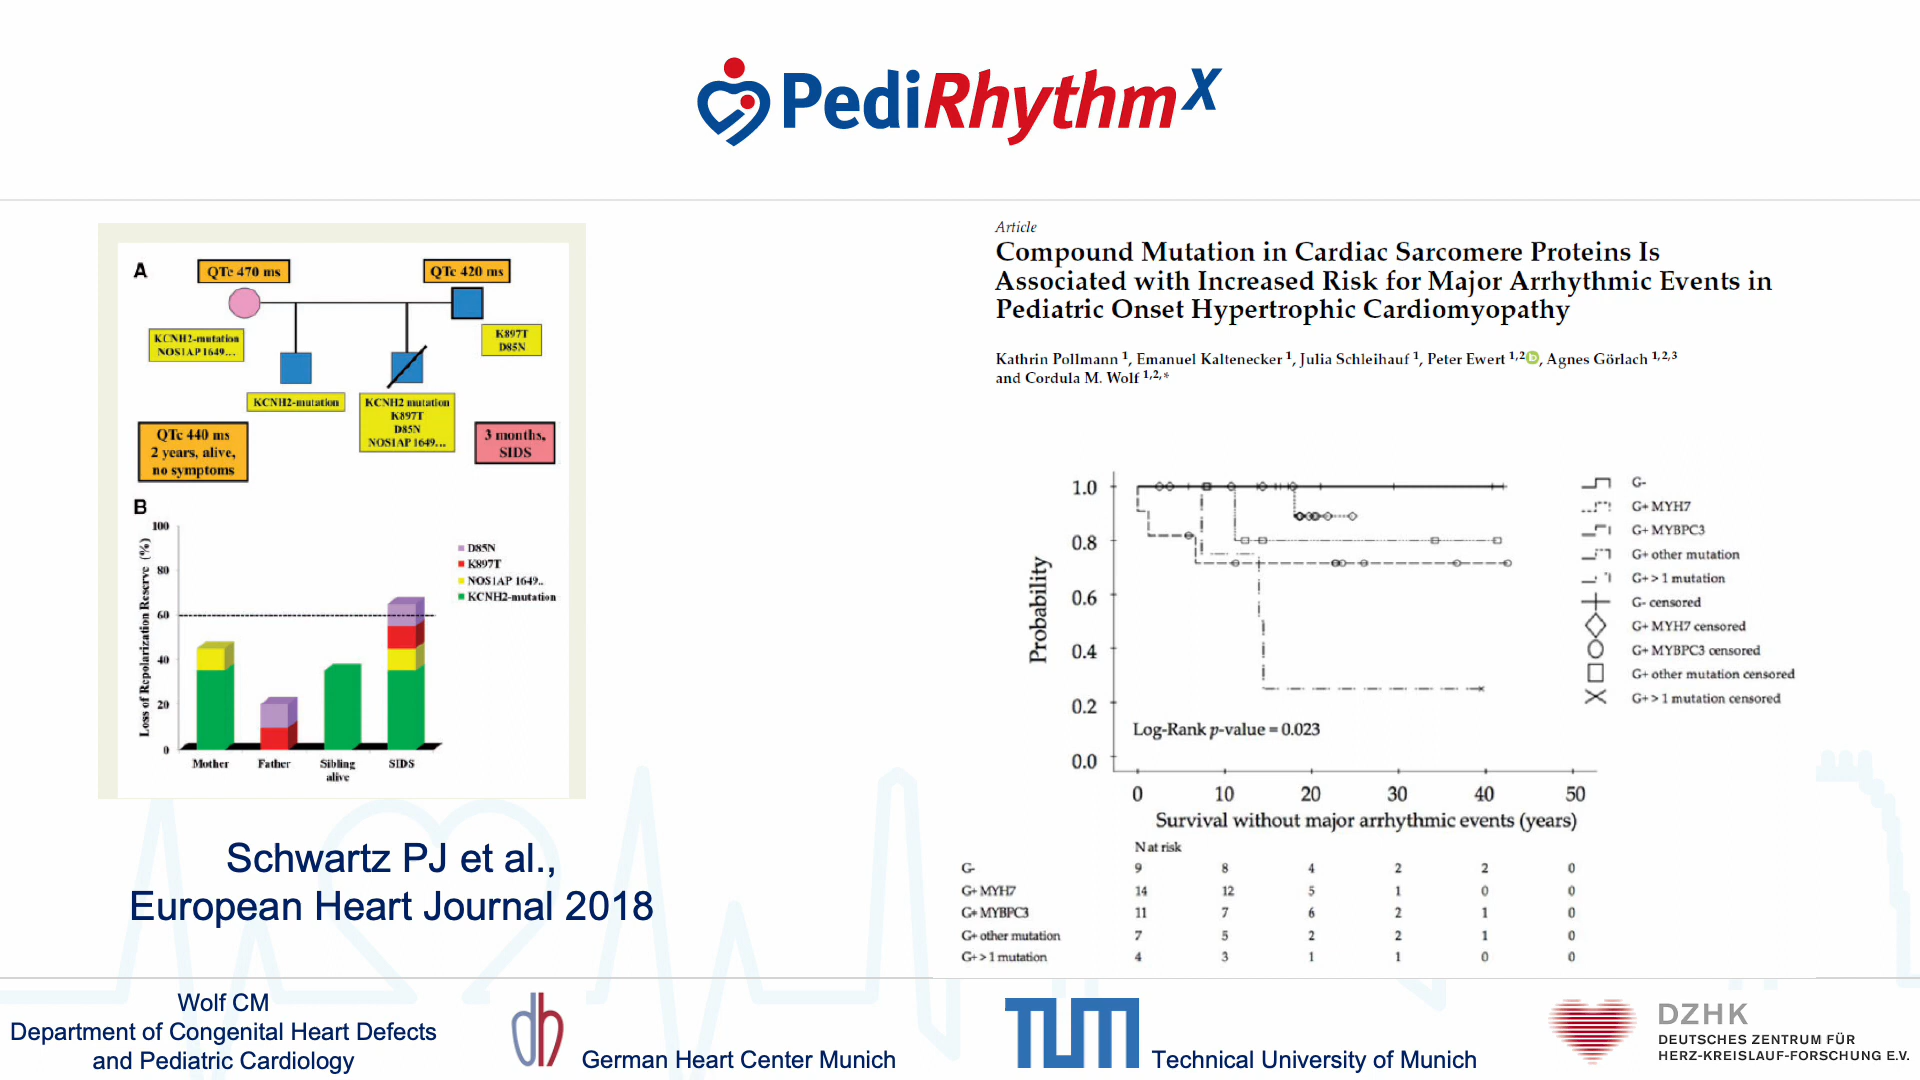 PediRhythmX
A
QTc 470 ms
QTc 420 ms
KCNH2-mutation
NOS1AP 1649...
K897T
D85N
KCNH2-mutation
KCNH2 mutation
K897T
D85N
NOS1AP 1649...
QTc 440 ms
2 years, alive,
no symptoms
3 months,
SIDS
B
Loss of Repolarization Reserve (%)
100
80
60
40
20
0
D85N
K897T
NOS1AP 1649..
KCNH2-mutation
Mother
Father
Sibling
alive
SIDS
Schwartz PJ et al.,
European Heart Journal 2018
Article
Compound Mutation in Cardiac Sarcomere Proteins Is
Associated with Increased Risk for Major Arrhythmic Events in
Pediatric Onset Hypertrophic Cardiomyopathy
Kathrin Pollmann 1, Emanuel Kaltenecker 1, Julia Schleihauf 1, Peter Ewert 1,2 iD, Agnes Görlach 1,2,3
and Cordula M. Wolf 1,2,*
Probability
1.0
0.8
0.6
0.4
0.2
0.0
Log-Rank p-value = 0.023
0 10 20 30 40 50
Survival without major arrhythmic events (years)
G-
G+ MYH7
G+ MYBPC3
G+ other mutation
G+ > 1 mutation
G- censored
G+ MYH7 censored
G+ MYBPC3 censored
G+ other mutation censored
G+ > 1 mutation censored
N at risk
G- 9 8 4 2 2 0
G+ MYH7 14 12 5 1 0 0
G+ MYBPC3 11 7 6 2 1 0
G+ other mutation 7 5 2 2 1 0
G+ > 1 mutation 4 3 1 1 0 0
Wolf CM
Department of Congenital Heart Defects
and Pediatric Cardiology
dh
German Heart Center Munich
TUM
Technical University of Munich
DZHK
DEUTSCHES ZENTRUM FÜR
HERZ-KREISLAUF-FORSCHUNG E.V.